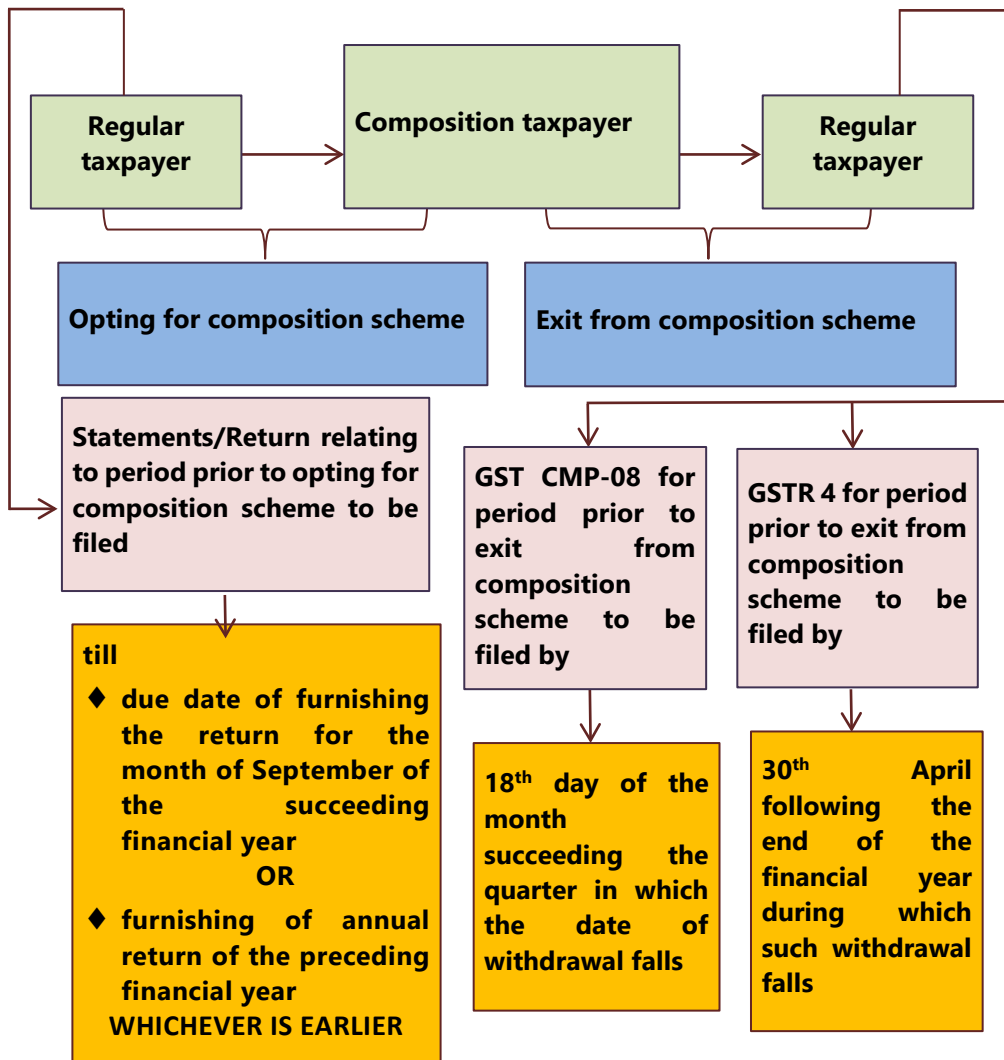 Regular
taxpayer
Composition taxpayer
Regular
taxpayer
Opting for composition scheme
Exit from composition scheme
Statements/Return relating
to period prior to opting for
composition scheme to be
filed
GST CMP-08 for
period prior to
exit from
composition
scheme to be
filed by
GSTR 4 for period
prior to exit from
composition
scheme to be
filed by
till
♦ due date of furnishing
the return for the
month of September of
the succeeding
financial year
OR
♦ furnishing of annual
return of the preceding
financial year
WHICHEVER IS EARLIER
18th day of the
month
succeeding the
quarter in which
the date of
withdrawal falls
30th April
following the
end of the
financial year
during which
such withdrawal
falls